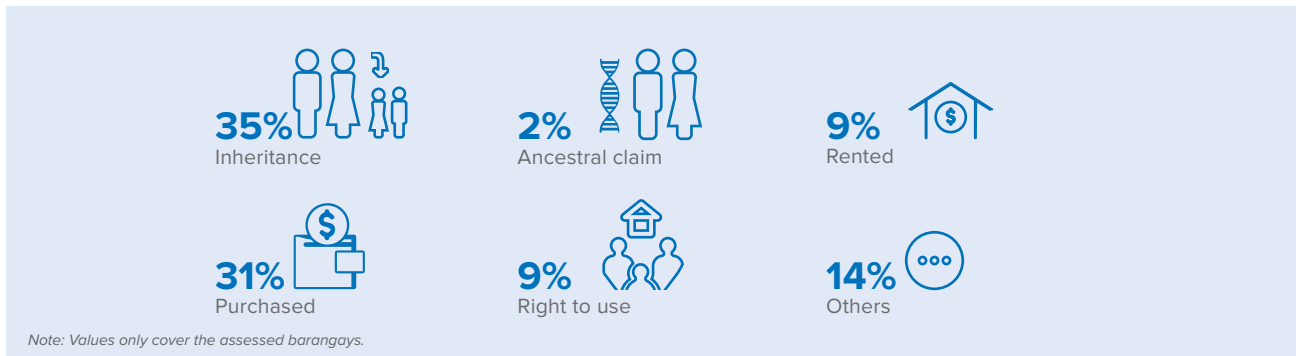 35%
Inheritance
2%
Ancestral claim
9%
Rented
31%
Purchased
9%
Right to use
14%
Others
Note: Values only cover the assessed barangays.